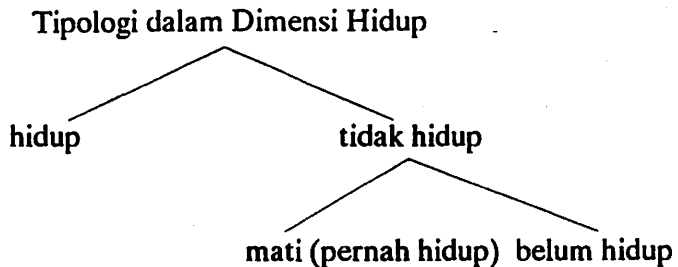 Tipologi dalam Dimensi Hidup
hidup tidak hidup
mati (pernah hidup) belum hidup